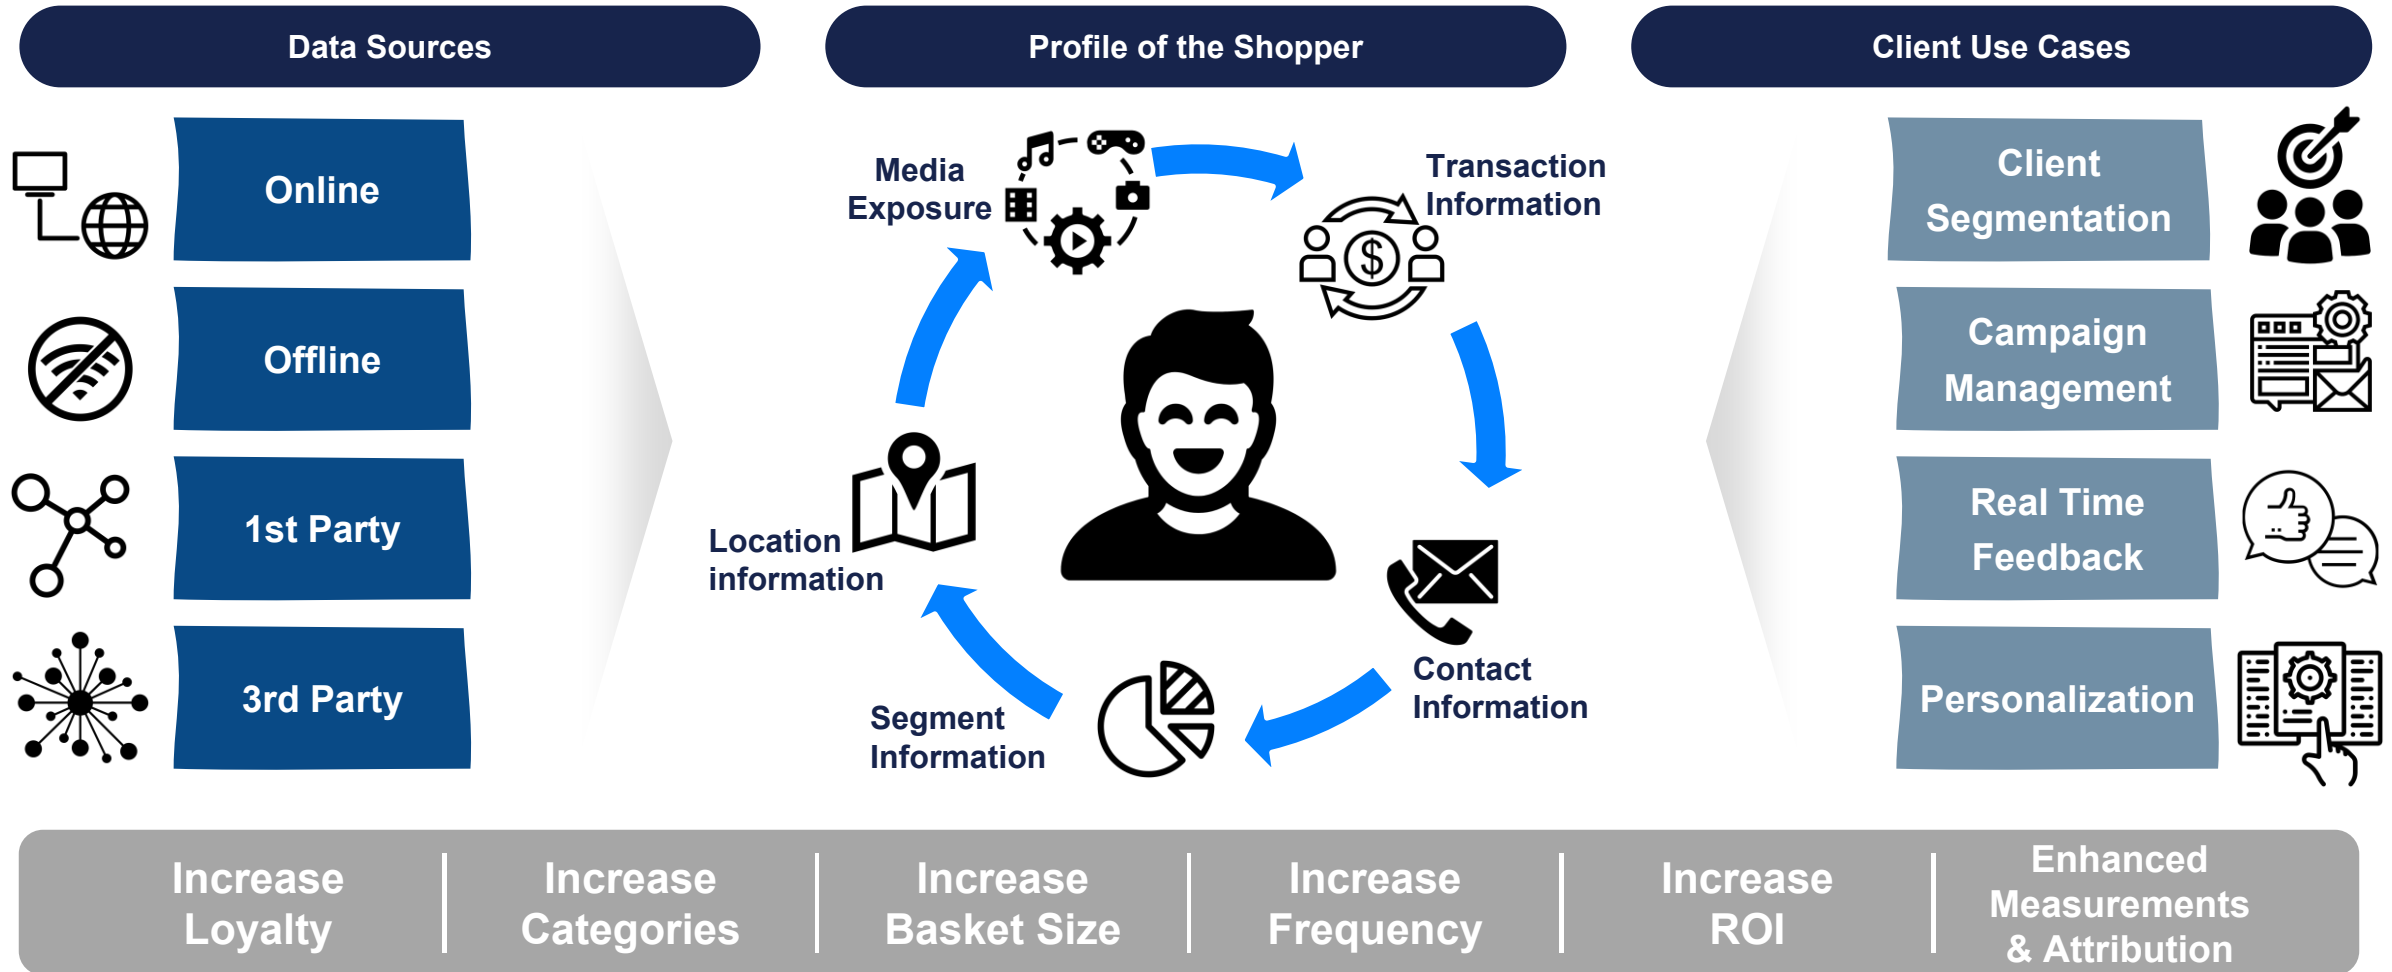 Data Sources
Profile of the Shopper
Client Use Cases
Online
Offline
1st Party
3rd Party
Media
Exposure
Transaction
Information
Location
information
Contact
Information
Segment
Information
$
Client
Segmentation
Campaign
Management
Real Time
Feedback
Personalization
Increase
Loyalty
Increase
Categories
Increase
Basket Size
Increase
Frequency
Increase
ROI
Enhanced
Measurements
& Attribution